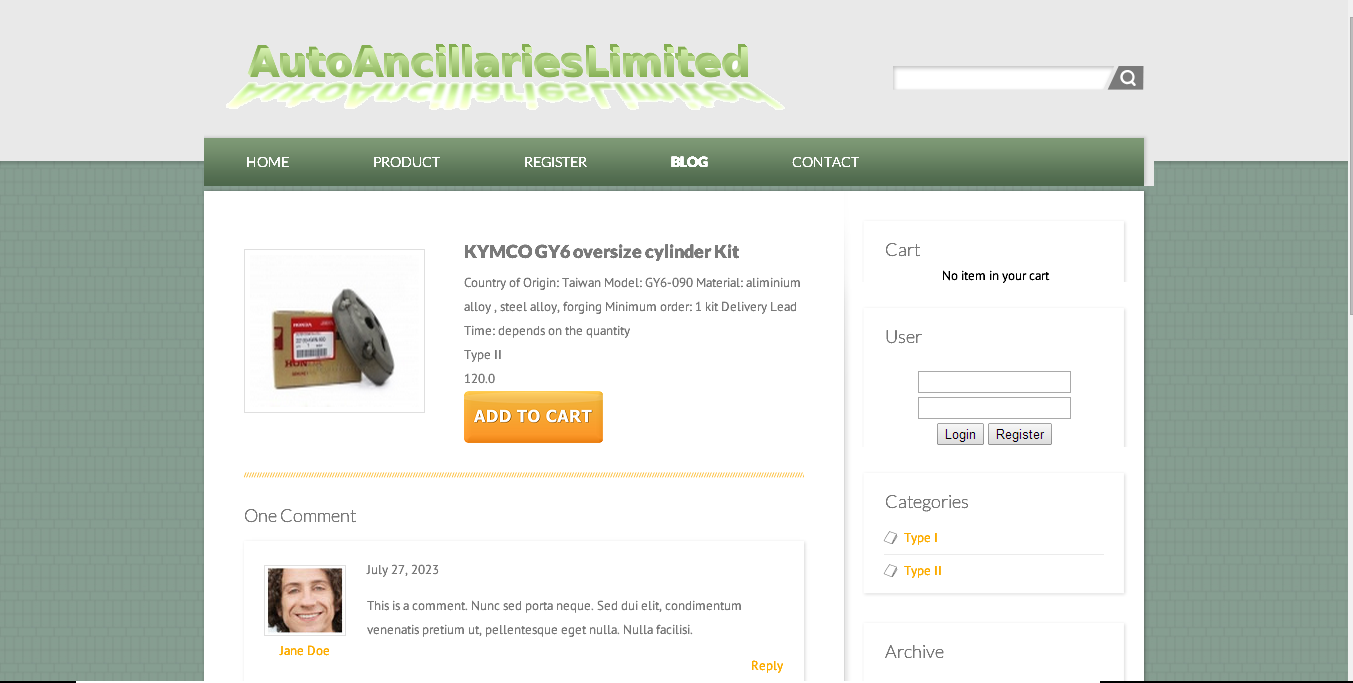 AutoAncillariesLimited
HOME
PRODUCT
REGISTER
BLOG
CONTACT
KYMCO GY6 oversize cylinder Kit
Country of Origin: Taiwan Model: GY6-090 Material: aliminium
alloy , steel alloy, forging Minimum order: 1 kit Delivery Lead
Time: depends on the quantity
Type II
120.0
ADD TO CART
HONDA
One Comment
July 27, 2023
This is a comment. Nunc sed porta neque. Sed dui elit, condimentum
venenatis pretium ut, pellentesque eget nulla. Nulla facilisi.
Jane Doe
Reply
Cart
No item in your cart
User
Login
Register
Categories
Type I
Type II
Archive